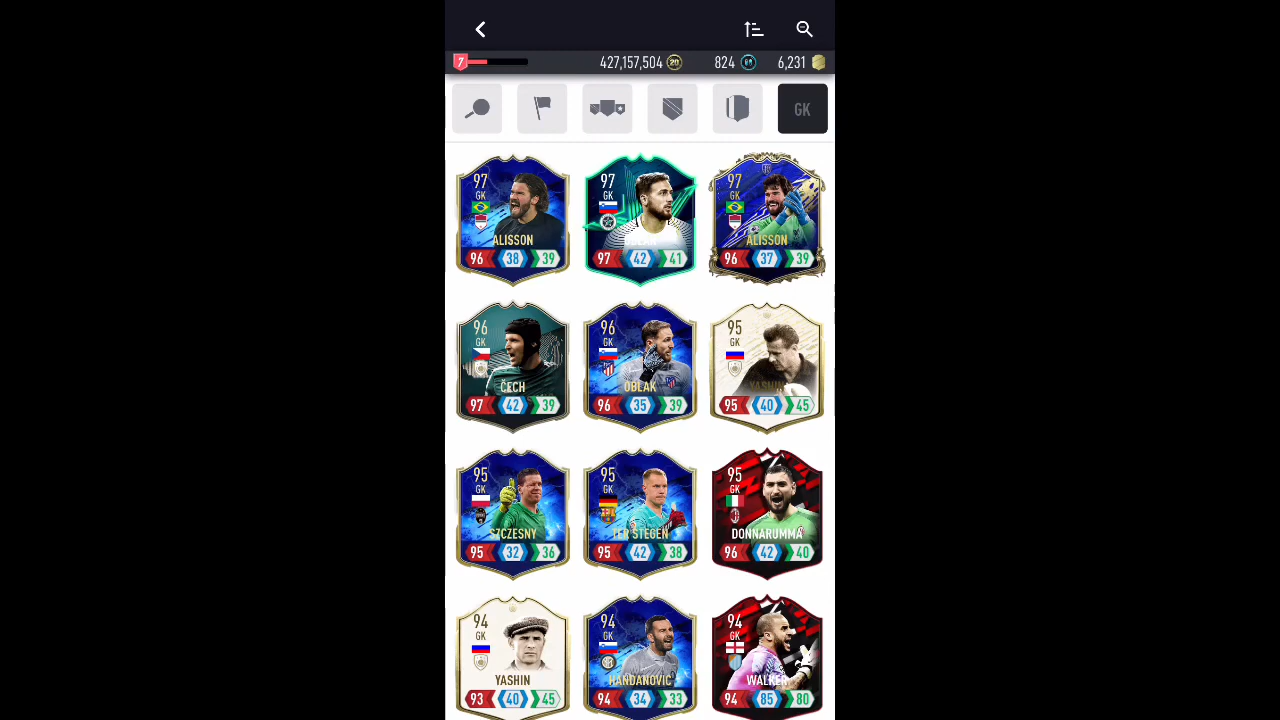 7 427,157,504 20 824 6,231
GK
97 GK ALISSON 96 38 39
97 GK 97 42 41
97 GK ALISSON 96 37 39
96 GK ČECH 97 42 39
96 GK OBLAK 96 35 39
95 GK YASHIN 95 40 45
95 GK SZCZESNY 95 32 36
95 GK TER STEGEN 95 42 38
95 GK DONNARUMMA 96 42 40
94 GK YASHIN 93 40 45
94 GK HANDANOVIC 94 34 33
94 GK WALKER 94 85 80